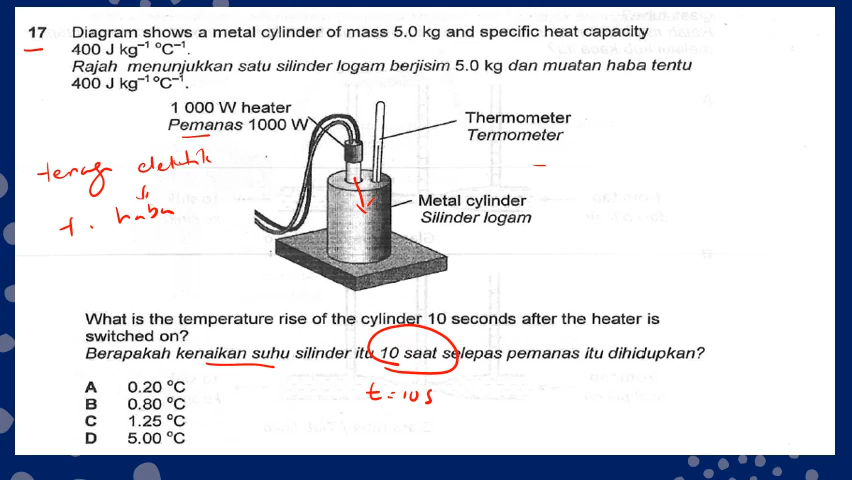 17 Diagram shows a metal cylinder of mass 5.0 kg and specific heat capacity
400 J kg⁻¹ °C⁻¹.
Rajah menunjukkan satu silinder logam berjisim 5.0 kg dan muatan haba tentu
400 J kg⁻¹ °C⁻¹.
1 000 W heater
Pemanas 1000 W
Thermometer
Termometer
tenaga elektrik
t. haba
Metal cylinder
Silinder logam
What is the temperature rise of the cylinder 10 seconds after the heater is
switched on?
Berapakah kenaikan suhu silinder itu 10 saat selepas pemanas itu dihidupkan?
t = 10 s
A 0.20 °C
B 0.80 °C
C 1.25 °C
D 5.00 °C